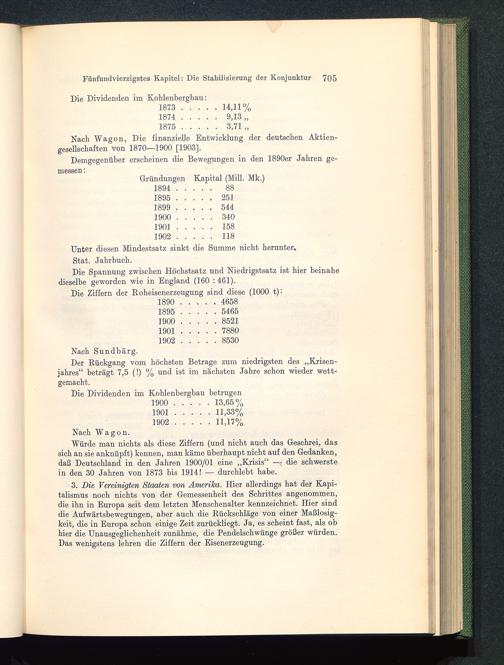 Fünfundvierzigstes Kapitel: Die Stabilisierung der Konjunktur 705
Die Dividenden im Kohlenbergbau:
1873 . . . . . 14,11%
1874 . . . . . 9,13 „
1875 . . . . . 3,71 „
Nach Wagon, Die finanzielle Entwicklung der deutschen Aktien-
gesellschaften von 1870—1900 [1903].
Demgegenüber erscheinen die Bewegungen in den 1890er Jahren ge-
messen:
Gründungen Kapital (Mill. Mk.)
1894 . . . . . 88
1895 . . . . . 251
1899 . . . . . 544
1900 . . . . . 340
1901 . . . . . 158
1902 . . . . . 118
Unter diesen Mindestsatz sinkt die Summe nicht herunter.
Stat. Jahrbuch.
Die Spannung zwischen Höchstsatz und Niedrigstsatz ist hier beinahe
dieselbe geworden wie in England (160 : 461).
Die Ziffern der Roheisenerzeugung sind diese (1000 t):
1890 . . . . . 4658
1895 . . . . . 5465
1900 . . . . . 8521
1901 . . . . . 7880
1902 . . . . . 8530
Nach Sundbärg.
Der Rückgang vom höchsten Betrage zum niedrigsten des „Krisen-
jahres“ beträgt 7,5 (!) % und ist im nächsten Jahre schon wieder wett-
gemacht.
Die Dividenden im Kohlenbergbau betrugen
1900 . . . . . 13,65%
1901 . . . . . 11,33%
1902 . . . . . 11,17%
Nach Wagon.
Würde man nichts als diese Ziffern (und nicht auch das Geschrei, das
sich an sie anknüpft) kennen, man käme überhaupt nicht auf den Gedanken,
daß Deutschland in den Jahren 1900/01 eine „Krisis“ — die schwerste
in den 30 Jahren von 1873 bis 1914! — durchlebt habe.
3. Die Vereinigten Staaten von Amerika. Hier allerdings hat der Kapi-
talismus noch nichts von der Gemessenheit des Schrittes angenommen,
die ihn in Europa seit dem letzten Menschenalter kennzeichnet. Hier sind
die Aufwärtsbewegungen, aber auch die Rückschläge von einer Maßlosig-
keit, die in Europa schon einige Zeit zurückliegt. Ja, es scheint fast, als ob
hier die Unausgeglichenheit zunähme, die Pendelschwünge größer würden.
Das wenigstens lehren die Ziffern der Eisenerzeugung.